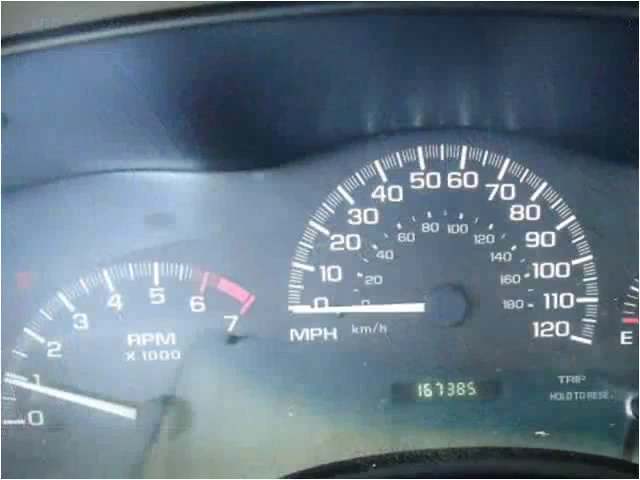 0 1 2 3 4 5 6 7
RPM
X 1000
0 10 20 30 40 50 60 70 80 90 100 110 120
0 20 40 60 80 100 120 140 160 180
MPH km/h
E
167385
TRIP
HOLD TO RESE